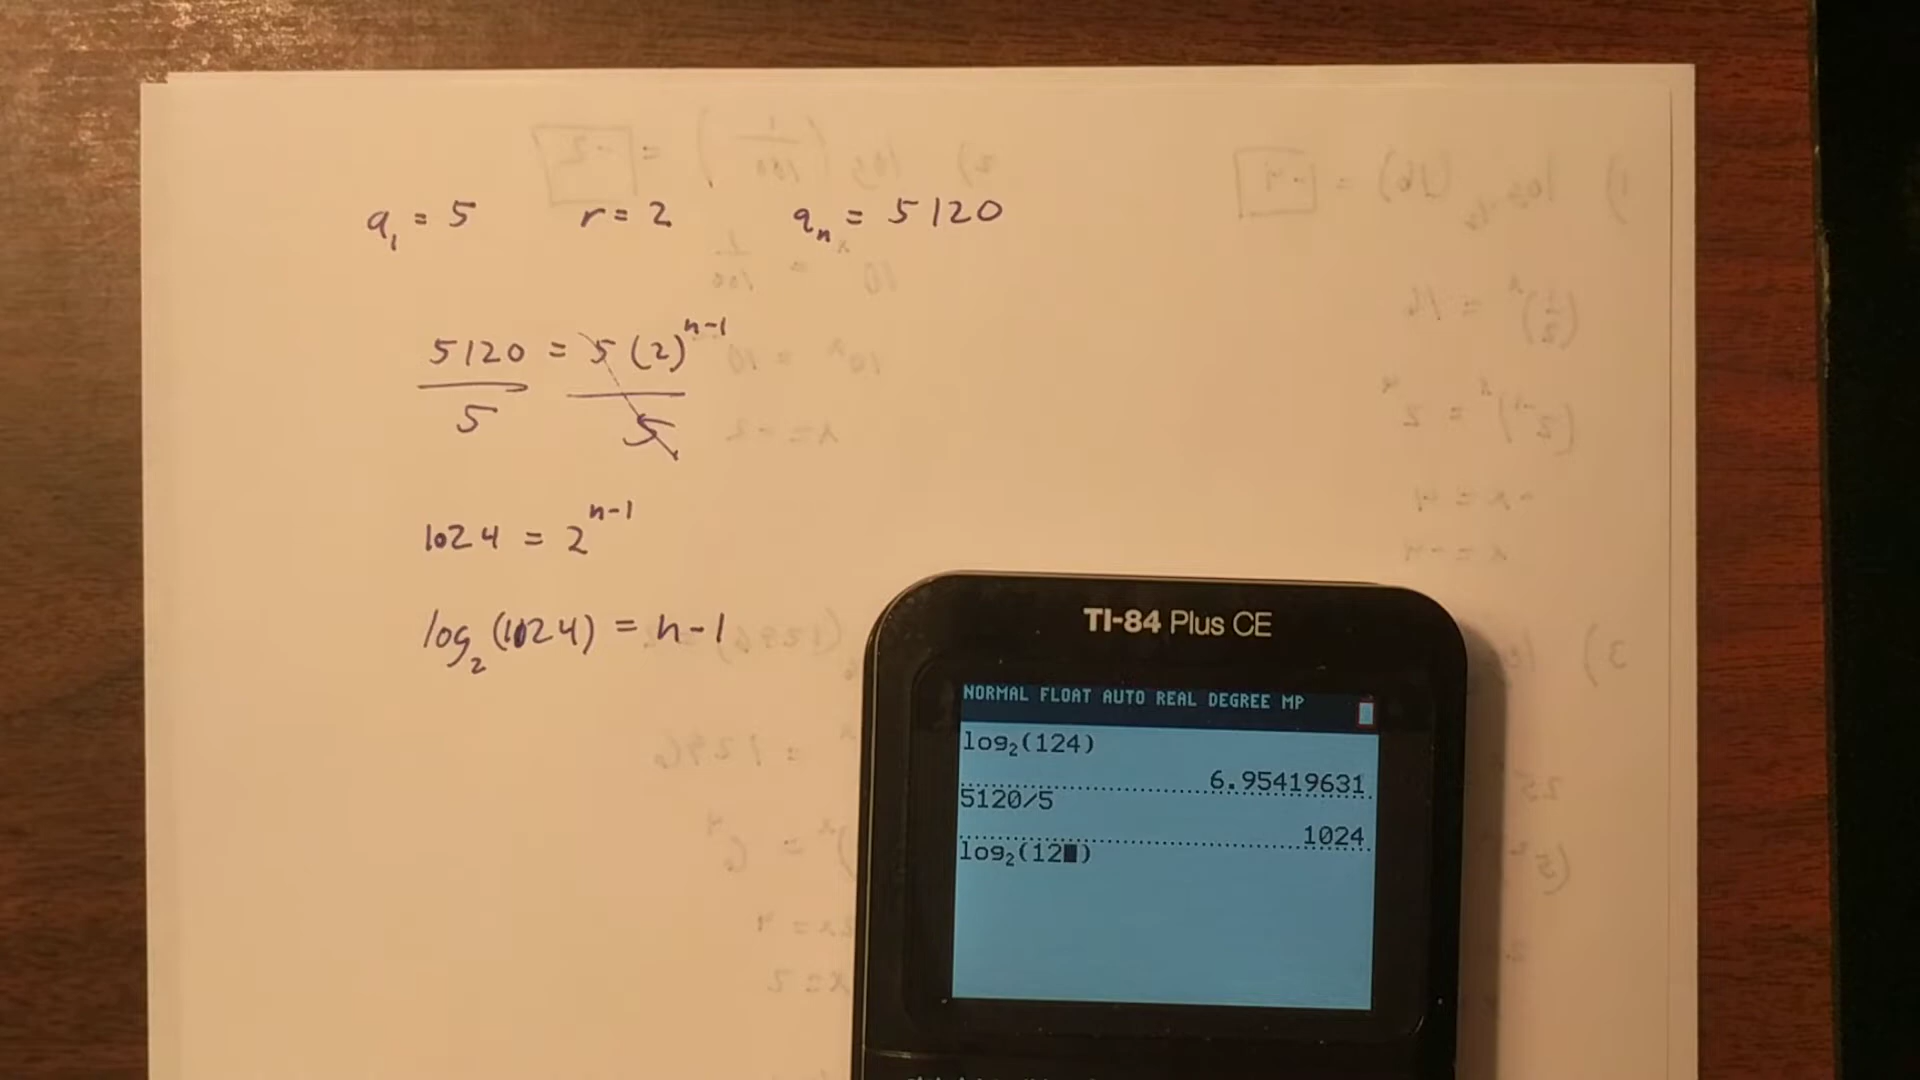 a₁ = 5 r = 2 aₙ = 5120
5120 = 5(2)ⁿ⁻¹
5 5
1024 = 2ⁿ⁻¹
log₂(1024) = n-1
TI-84 Plus CE
NORMAL FLOAT AUTO REAL DEGREE MP
log₂(124)
6.95419631
5120/5
1024
log₂(12)